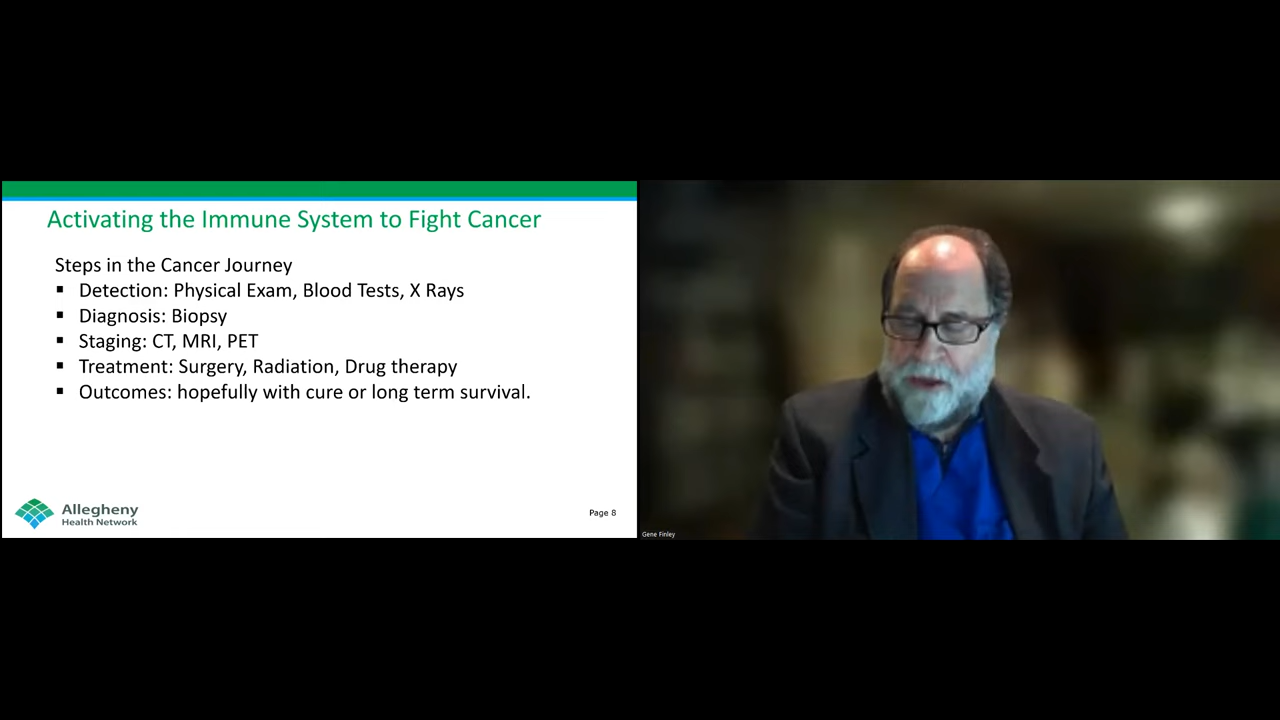 Activating the Immune System to Fight Cancer
Steps in the Cancer Journey
▪ Detection: Physical Exam, Blood Tests, X Rays
▪ Diagnosis: Biopsy
▪ Staging: CT, MRI, PET
▪ Treatment: Surgery, Radiation, Drug therapy
▪ Outcomes: hopefully with cure or long term survival.
Allegheny
Health Network
Page 8
Gene Finley